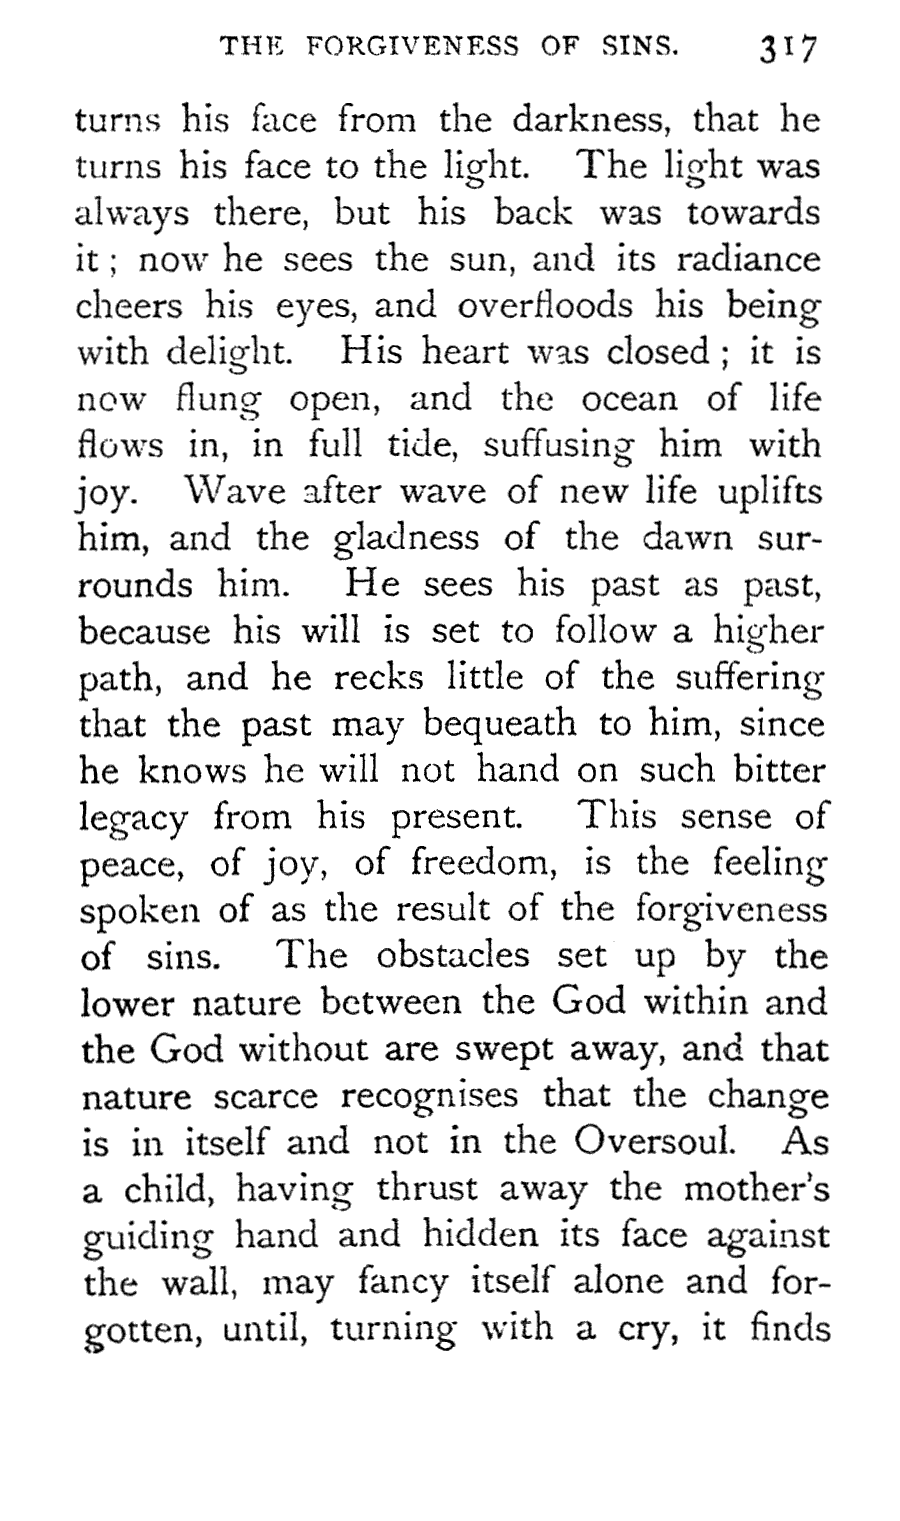 THE FORGIVENESS OF SINS. 317
turns his face from the darkness, that he
turns his face to the light. The light was
always there, but his back was towards
it ; now he sees the sun, and its radiance
cheers his eyes, and overfloods his being
with delight. His heart was closed ; it is
now flung open, and the ocean of life
flows in, in full tide, suffusing him with
joy. Wave after wave of new life uplifts
him, and the gladness of the dawn sur-
rounds him. He sees his past as past,
because his will is set to follow a higher
path, and he recks little of the suffering
that the past may bequeath to him, since
he knows he will not hand on such bitter
legacy from his present. This sense of
peace, of joy, of freedom, is the feeling
spoken of as the result of the forgiveness
of sins. The obstacles set up by the
lower nature between the God within and
the God without are swept away, and that
nature scarce recognises that the change
is in itself and not in the Oversoul. As
a child, having thrust away the mother's
guiding hand and hidden its face against
the wall, may fancy itself alone and for-
gotten, until, turning with a cry, it finds